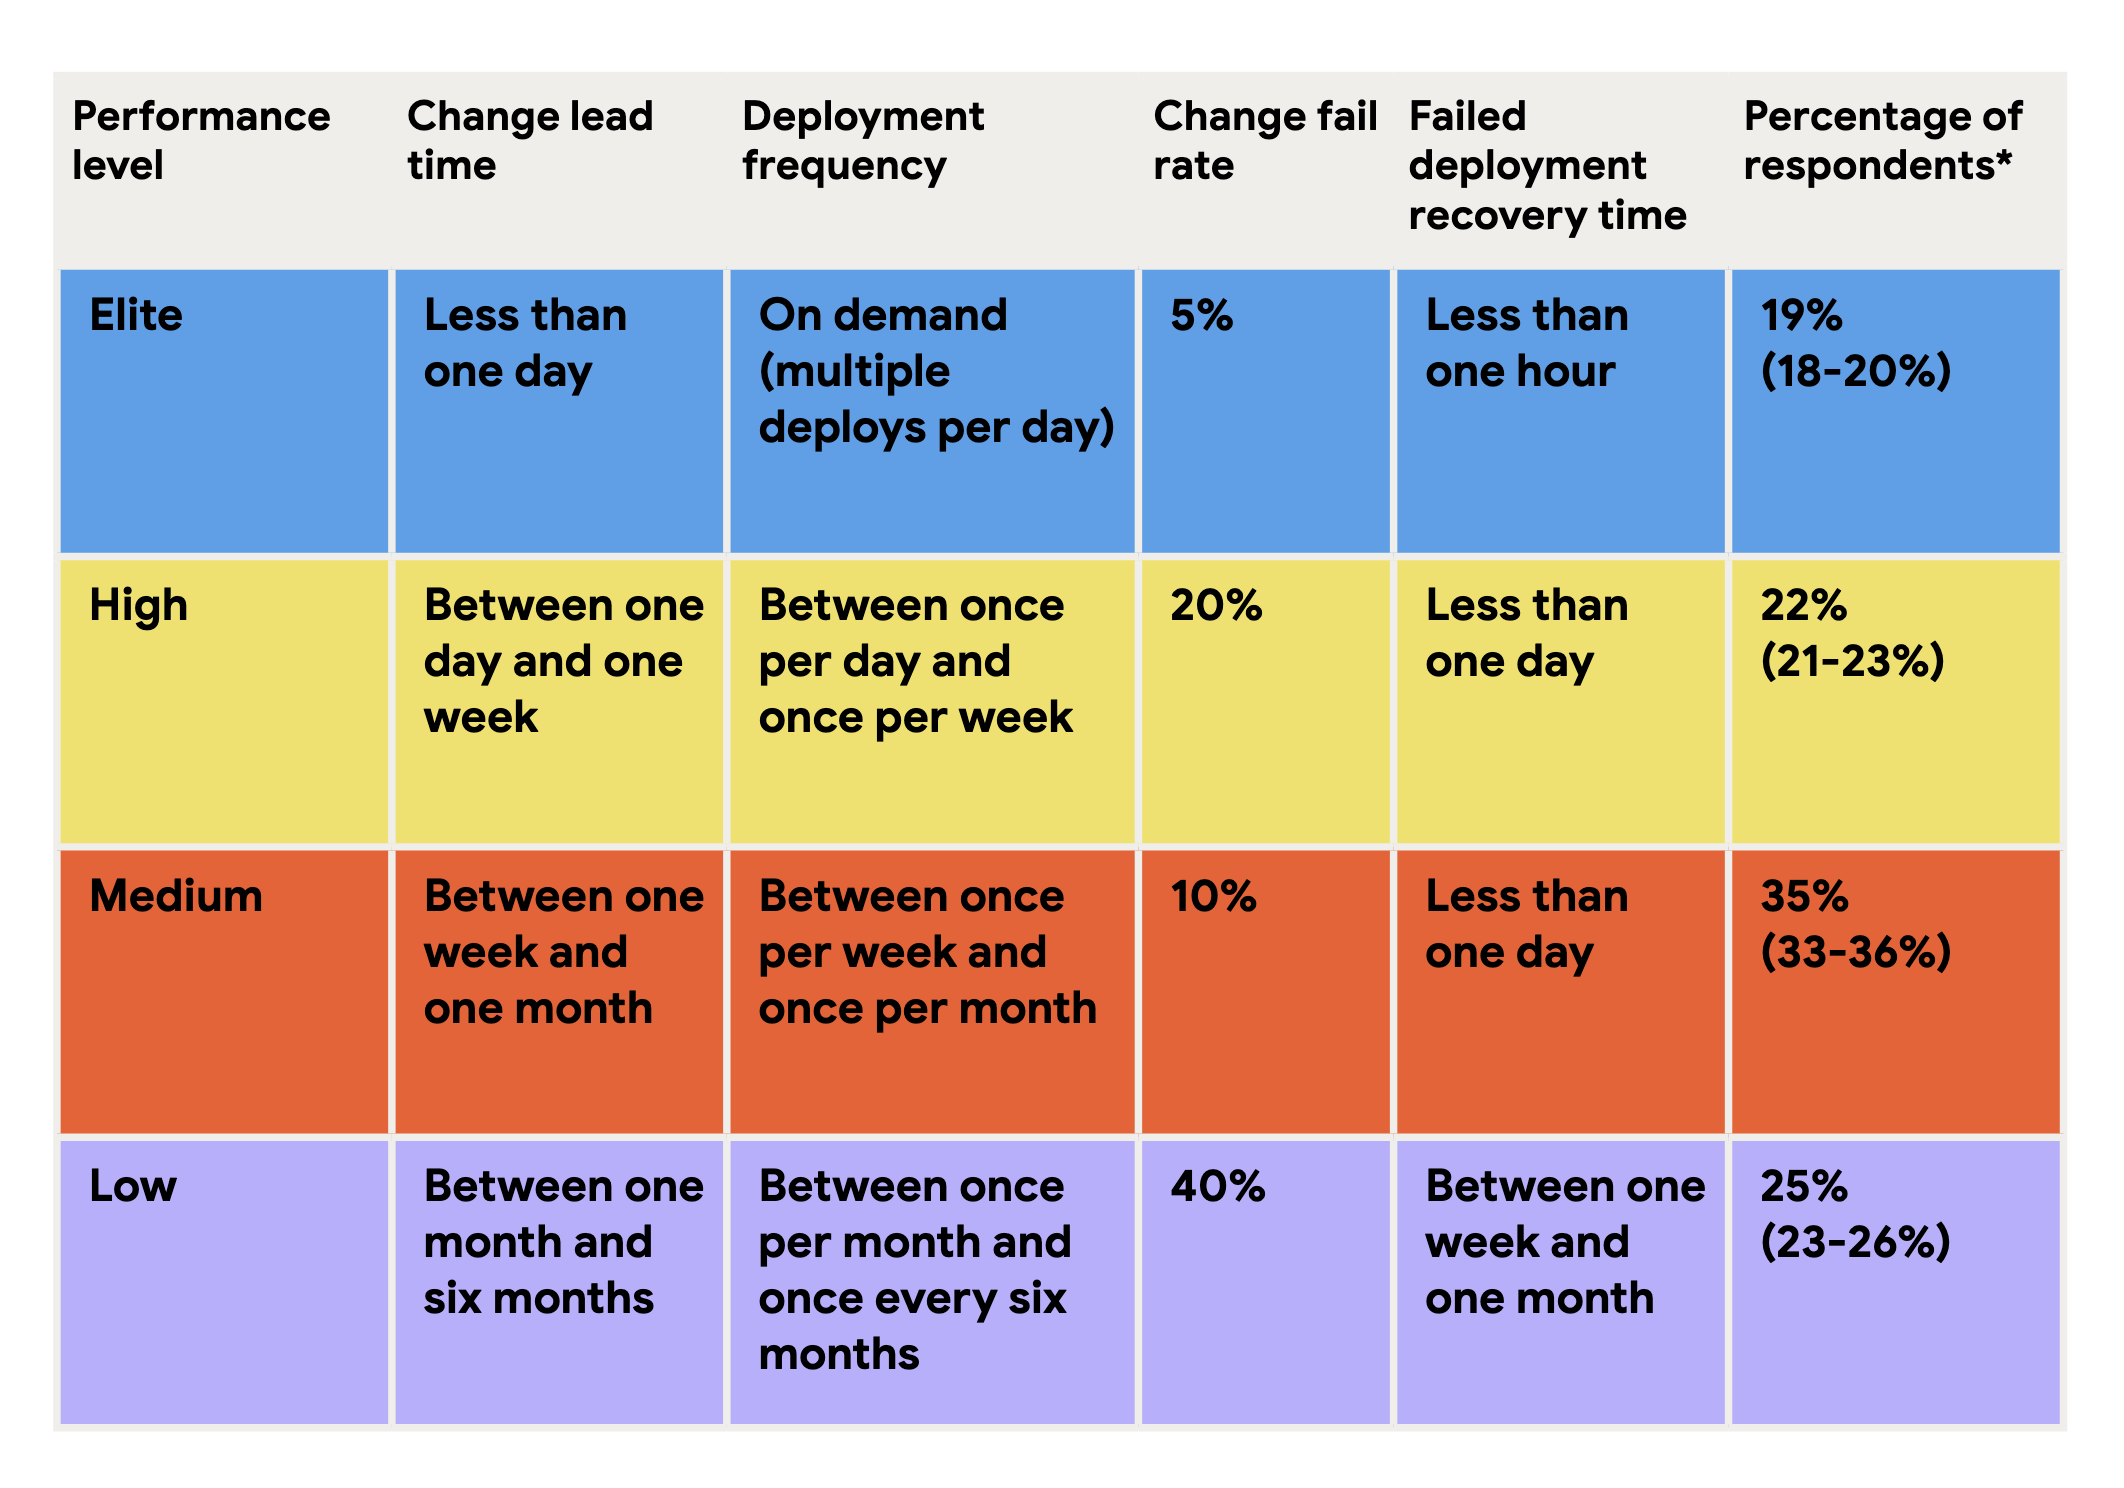 Performance
level
Change lead
time
Deployment
frequency
Change fail
rate
Failed
deployment
recovery time
Percentage of
respondents*
Elite
Less than
one day
On demand
(multiple
deploys per day)
5%
Less than
one hour
19%
(18-20%)
High
Between one
day and one
week
Between once
per day and
once per week
20%
Less than
one day
22%
(21-23%)
Medium
Between one
week and
one month
Between once
per week and
once per month
10%
Less than
one day
35%
(33-36%)
Low
Between one
month and
six months
Between once
per month and
once every six
months
40%
Between one
week and
one month
25%
(23-26%)